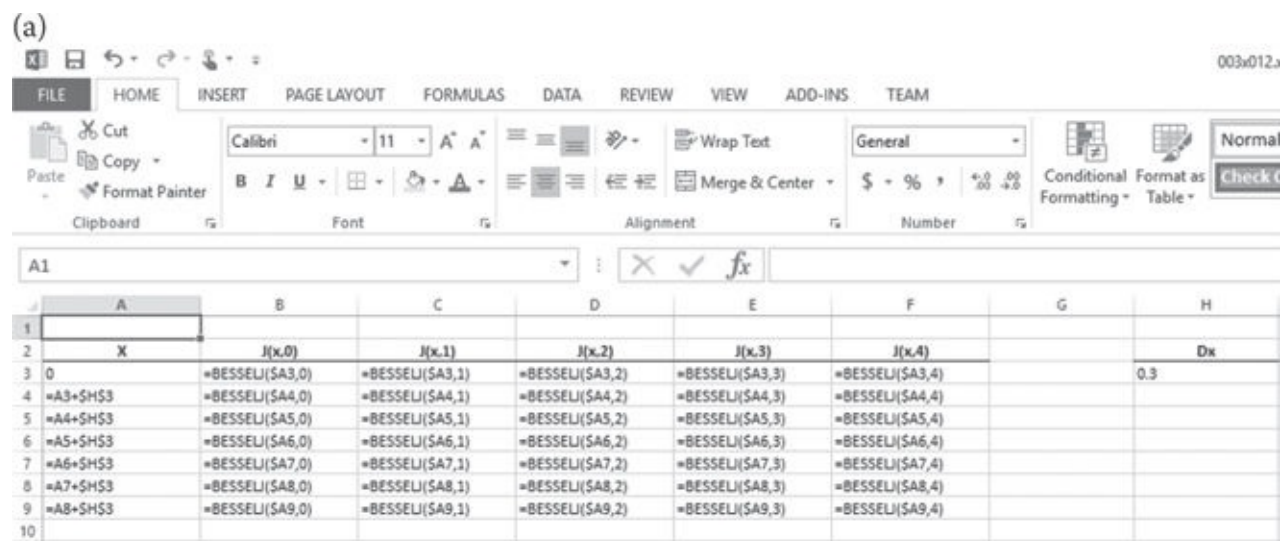 (a)
003x012.x
FILE HOME INSERT PAGE LAYOUT FORMULAS DATA REVIEW VIEW ADD-INS TEAM
Cut
Copy
Format Painter
Paste
Calibri 11 A A
B I U A
Wrap Text
Merge & Center
General
$ % ,
Conditional Formatting
Format as Table
Normal
Check
Clipboard Font Alignment Number
A1 fx
A B C D E F G H
1
2 X J(x,0) J(x,1) J(x,2) J(x,3) J(x,4) Dx
3 0 =BESSELJ($A3,0) =BESSELJ($A3,1) =BESSELJ($A3,2) =BESSELJ($A3,3) =BESSELJ($A3,4) 0.3
4 =A3+$H$3 =BESSELJ($A4,0) =BESSELJ($A4,1) =BESSELJ($A4,2) =BESSELJ($A4,3) =BESSELJ($A4,4)
5 =A4+$H$3 =BESSELJ($A5,0) =BESSELJ($A5,1) =BESSELJ($A5,2) =BESSELJ($A5,3) =BESSELJ($A5,4)
6 =A5+$H$3 =BESSELJ($A6,0) =BESSELJ($A6,1) =BESSELJ($A6,2) =BESSELJ($A6,3) =BESSELJ($A6,4)
7 =A6+$H$3 =BESSELJ($A7,0) =BESSELJ($A7,1) =BESSELJ($A7,2) =BESSELJ($A7,3) =BESSELJ($A7,4)
8 =A7+$H$3 =BESSELJ($A8,0) =BESSELJ($A8,1) =BESSELJ($A8,2) =BESSELJ($A8,3) =BESSELJ($A8,4)
9 =A8+$H$3 =BESSELJ($A9,0) =BESSELJ($A9,1) =BESSELJ($A9,2) =BESSELJ($A9,3) =BESSELJ($A9,4)
10